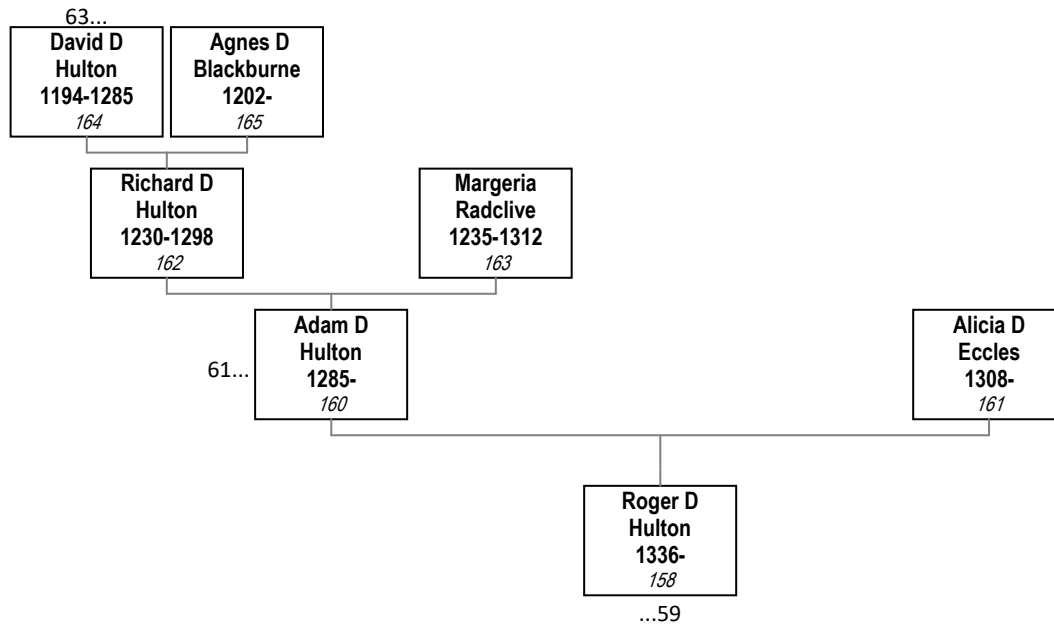 63...
David D
Hulton
1194-1285
164
Agnes D
Blackburne
1202-
165
Richard D
Hulton
1230-1298
162
Margeria
Radclive
1235-1312
163
61...
Adam D
Hulton
1285-
160
Alicia D
Eccles
1308-
161
Roger D
Hulton
1336-
158
...59